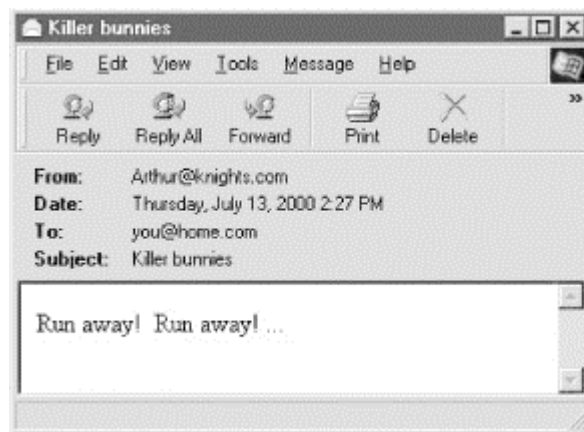 Killer bunnies
File Edit View Tools Message Help
Reply Reply All Forward Print Delete »
From: Arthur@knights.com
Date: Thursday, July 13, 2000 2:27 PM
To: you@home.com
Subject: Killer bunnies
Run away! Run away! ...